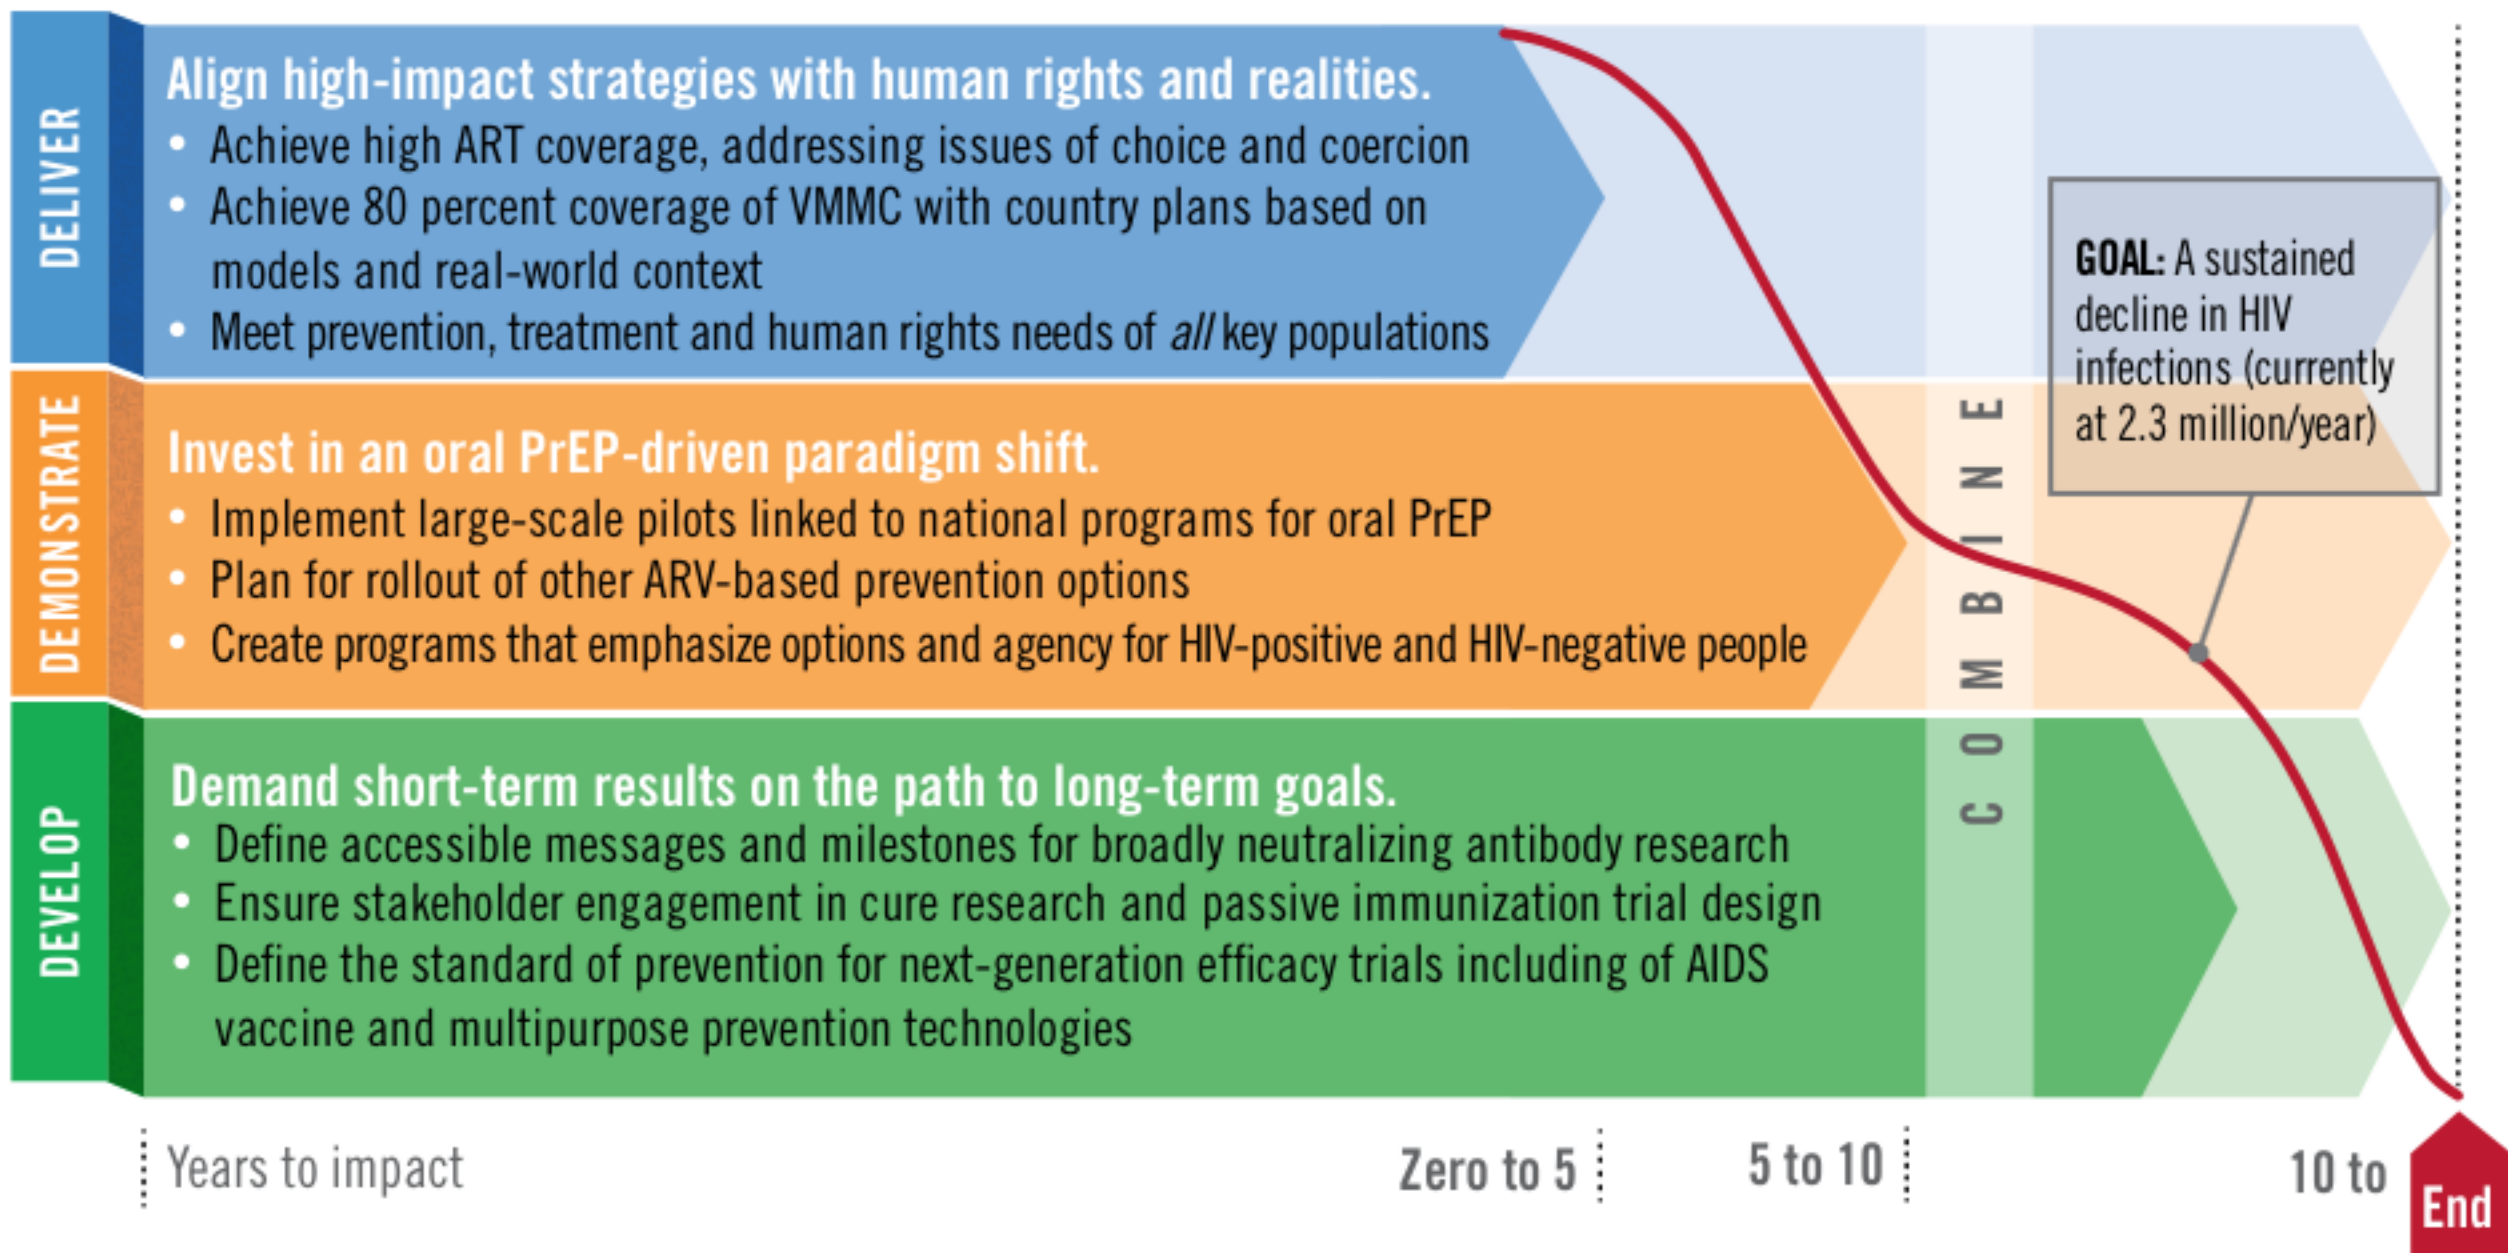 DELIVER
Align high-impact strategies with human rights and realities.
• Achieve high ART coverage, addressing issues of choice and coercion
• Achieve 80 percent coverage of VMMC with country plans based on
models and real-world context
• Meet prevention, treatment and human rights needs of all key populations
DEMONSTRATE
Invest in an oral PrEP-driven paradigm shift.
• Implement large-scale pilots linked to national programs for oral PrEP
• Plan for rollout of other ARV-based prevention options
• Create programs that emphasize options and agency for HIV-positive and HIV-negative people
DEVELOP
Demand short-term results on the path to long-term goals.
• Define accessible messages and milestones for broadly neutralizing antibody research
• Ensure stakeholder engagement in cure research and passive immunization trial design
• Define the standard of prevention for next-generation efficacy trials including of AIDS
vaccine and multipurpose prevention technologies
COMBINE
GOAL: A sustained
decline in HIV
infections (currently
at 2.3 million/year)
Years to impact
Zero to 5
5 to 10
10 to
End